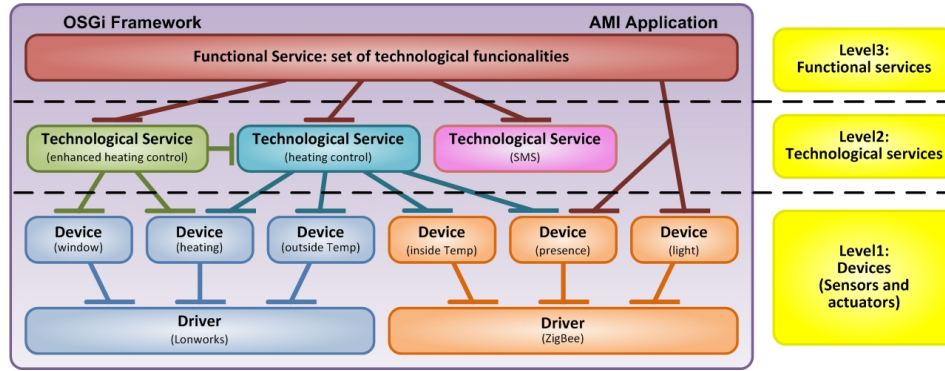 OSGi Framework
AMI Application
Functional Service: set of technological funcionalities
Level3:
Functional services
Technological Service
(enhanced heating control)
Technological Service
(heating control)
Technological Service
(SMS)
Level2:
Technological services
Device
(window)
Device
(heating)
Device
(outside Temp)
Device
(inside Temp)
Device
(presence)
Device
(light)
Level1:
Devices
(Sensors and
actuators)
Driver
(Lonworks)
Driver
(ZigBee)